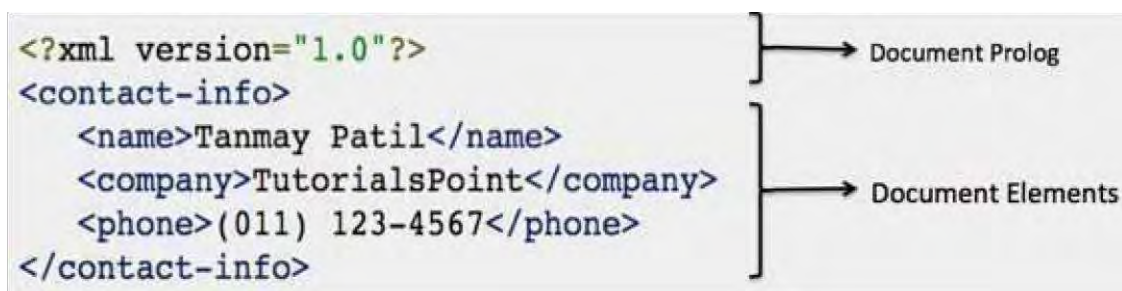 <?xml version="1.0"?>
Document Prolog
<contact-info>
<name>Tanmay Patil</name>
<company>TutorialsPoint</company>
<phone>(011) 123-4567</phone>
</contact-info>
Document Elements